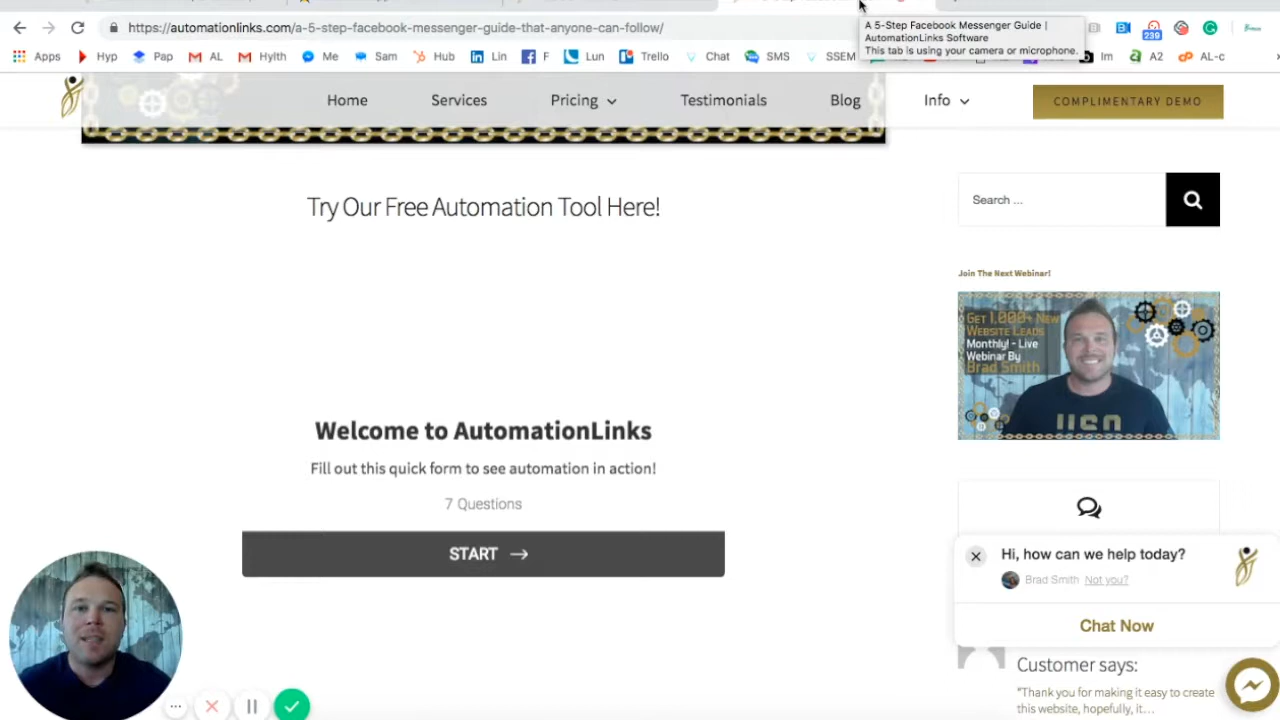 https://automationlinks.com/a-5-step-facebook-messenger-guide-that-anyone-can-follow/
A 5-Step Facebook Messenger Guide |
AutomationLinks Software
This tab is using your camera or microphone.
239
Apps Hyp Pap AL Hylth Me Sam Hub Lin F Lun Trello Chat SMS SSEM Im A2 AL-c
Home Services Pricing Testimonials Blog Info COMPLIMENTARY DEMO
Try Our Free Automation Tool Here!
Search ...
Join The Next Webinar!
Get 1,000+ New
Website Leads
Monthly! - Live
Webinar By
Brad Smith
Welcome to AutomationLinks
Fill out this quick form to see automation in action!
7 Questions
START
Hi, how can we help today?
Brad Smith Not you?
Chat Now
Customer says:
"Thank you for making it easy to create
this website, hopefully, it…